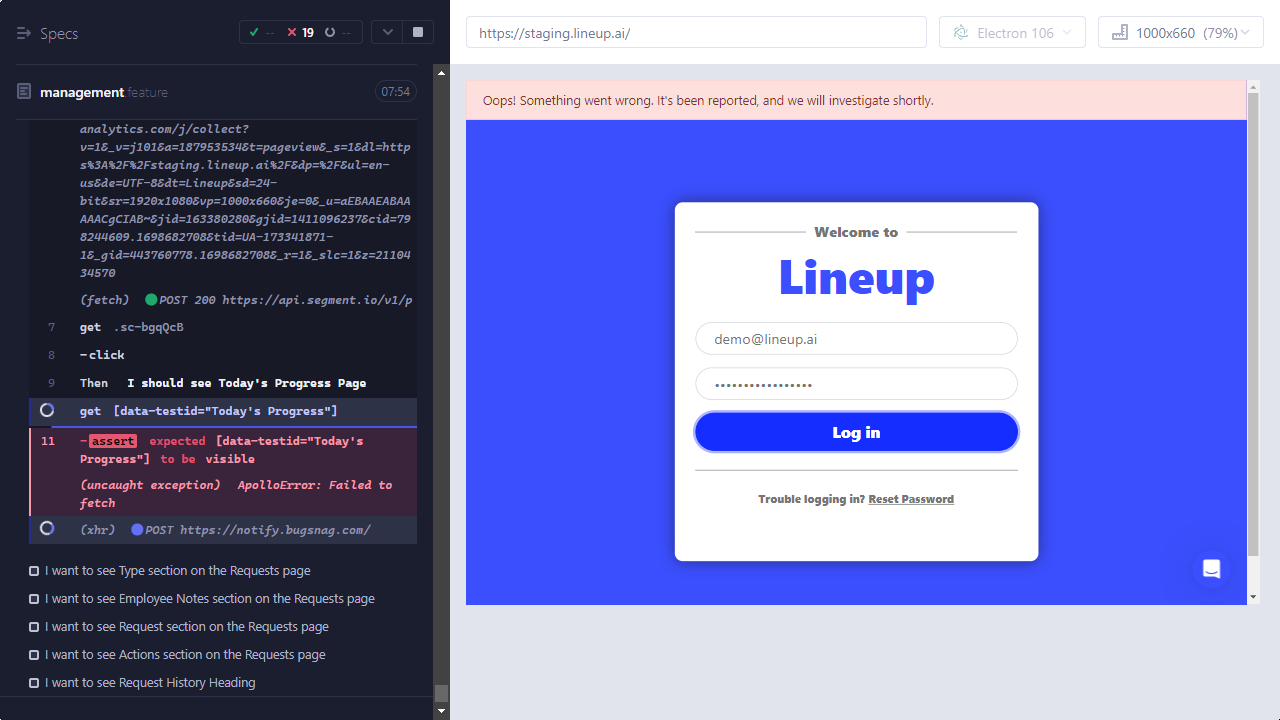 Specs
--
19
--
https://staging.lineup.ai/
Electron 106
1000x660 (79%)
management.feature
07:54
analytics.com/j/collect?
v=1&_v=j101&a=187953534&t=pageview&_s=1&dl=http
s%3A%2F%2Fstaging.lineup.ai%2F&dp=%2F&ul=en-
us&de=UTF-8&dt=Lineup&sd=24-
bit&sr=1920x1080&vp=1000x660&je=0&_u=aEBAAEABAA
AAACgCIAB~&jid=163380280&gjid=1411096237&cid=79
8244609.1698682708&tid=UA-173341871-
1&_gid=443760778.1698682708&_r=1&_slc=1&z=2110
434570
(fetch) POST 200 https://api.segment.io/v1/p
7 get .sc-bgqQcB
8 -click
9 Then I should see Today's Progress Page
get [data-testid="Today's Progress"]
11 -assert expected [data-testid="Today's
Progress"] to be visible
(uncaught exception) ApolloError: Failed to
fetch
(xhr) POST https://notify.bugsnag.com/
I want to see Type section on the Requests page
I want to see Employee Notes section on the Requests page
I want to see Request section on the Requests page
I want to see Actions section on the Requests page
I want to see Request History Heading
Oops! Something went wrong. It's been reported, and we will investigate shortly.
Welcome to
Lineup
demo@lineup.ai
•••••••••••••••••
Log in
Trouble logging in? Reset Password